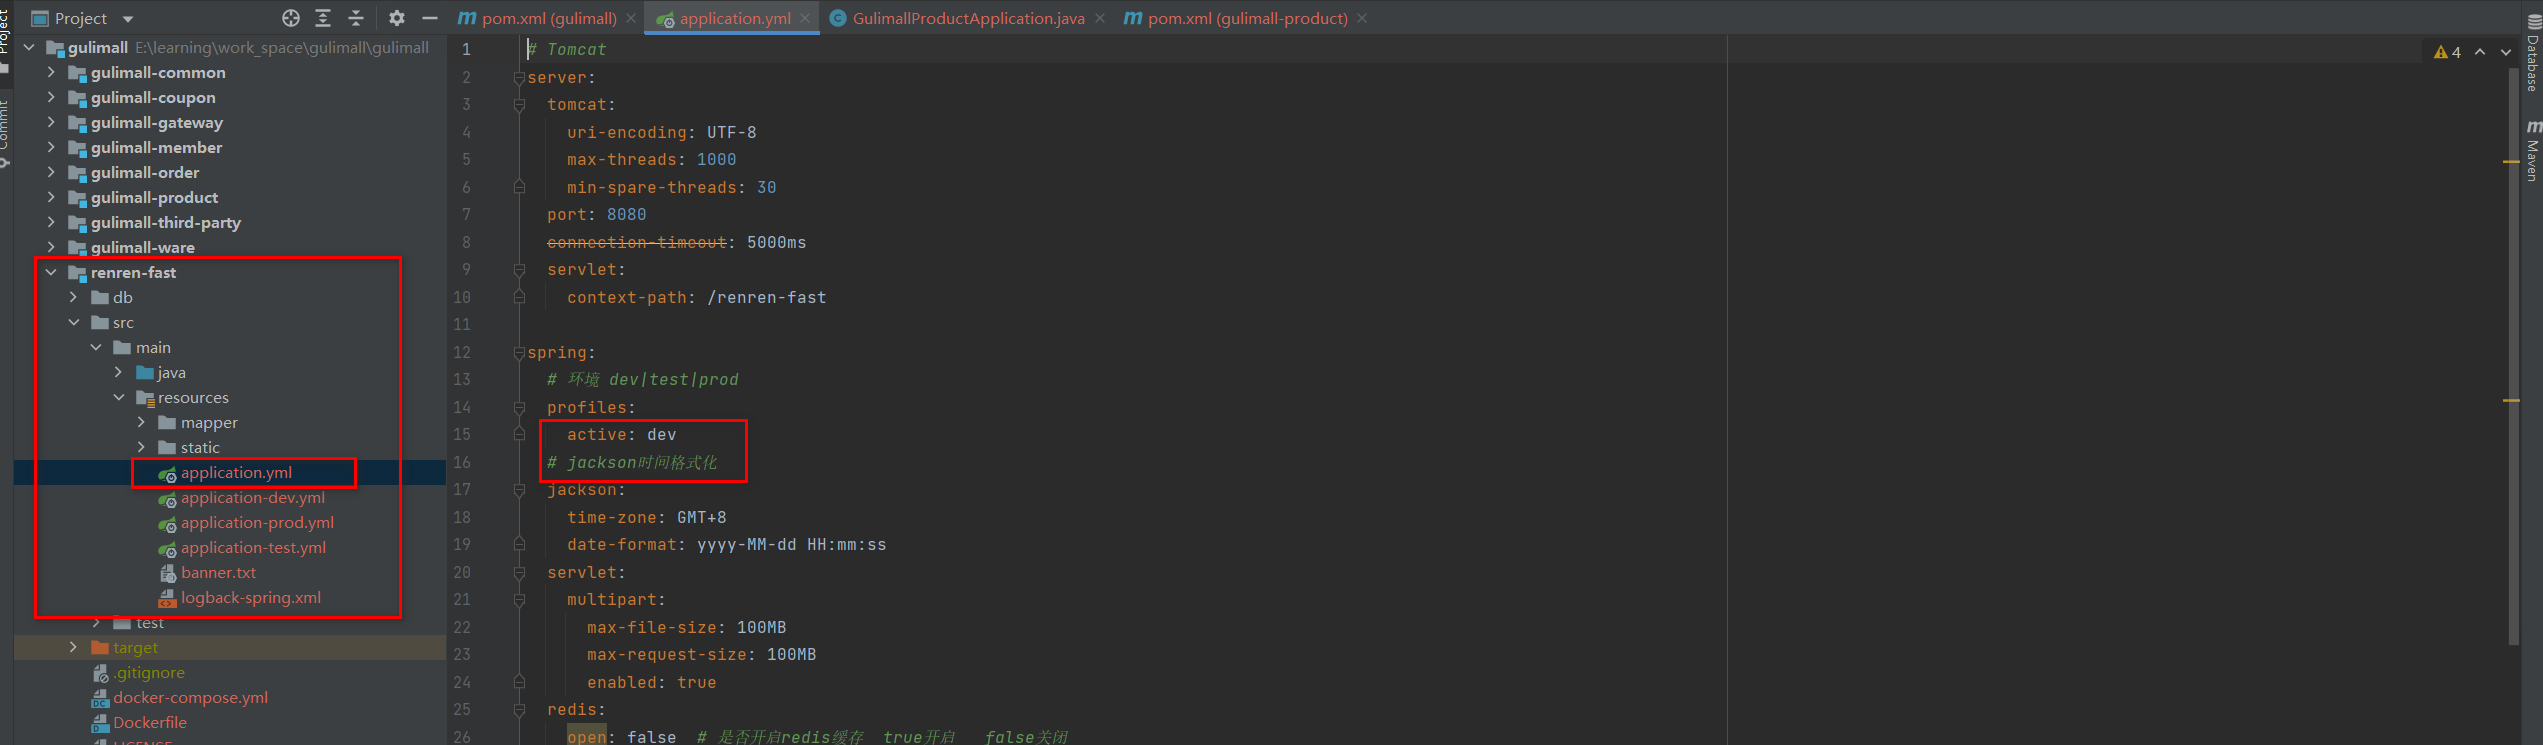 Project
pom.xml (gulimall)
application.yml
GulimallProductApplication.java
pom.xml (gulimall-product)
Project
Commit
gulimall E:\learning\work_space\gulimall\gulimall
gulimall-common
gulimall-coupon
gulimall-gateway
gulimall-member
gulimall-order
gulimall-product
gulimall-third-party
gulimall-ware
renren-fast
db
src
main
java
resources
mapper
static
application.yml
application-dev.yml
application-prod.yml
application-test.yml
banner.txt
logback-spring.xml
test
target
.gitignore
docker-compose.yml
Dockerfile
LICENSE
1 # Tomcat
2 server:
3 tomcat:
4 uri-encoding: UTF-8
5 max-threads: 1000
6 min-spare-threads: 30
7 port: 8080
8 connection-timeout: 5000ms
9 servlet:
10 context-path: /renren-fast
11
12 spring:
13 # 环境 dev|test|prod
14 profiles:
15 active: dev
16 # jackson时间格式化
17 jackson:
18 time-zone: GMT+8
19 date-format: yyyy-MM-dd HH:mm:ss
20 servlet:
21 multipart:
22 max-file-size: 100MB
23 max-request-size: 100MB
24 enabled: true
25 redis:
26 open: false # 是否开启redis缓存 true开启 false关闭
4
Database
Maven